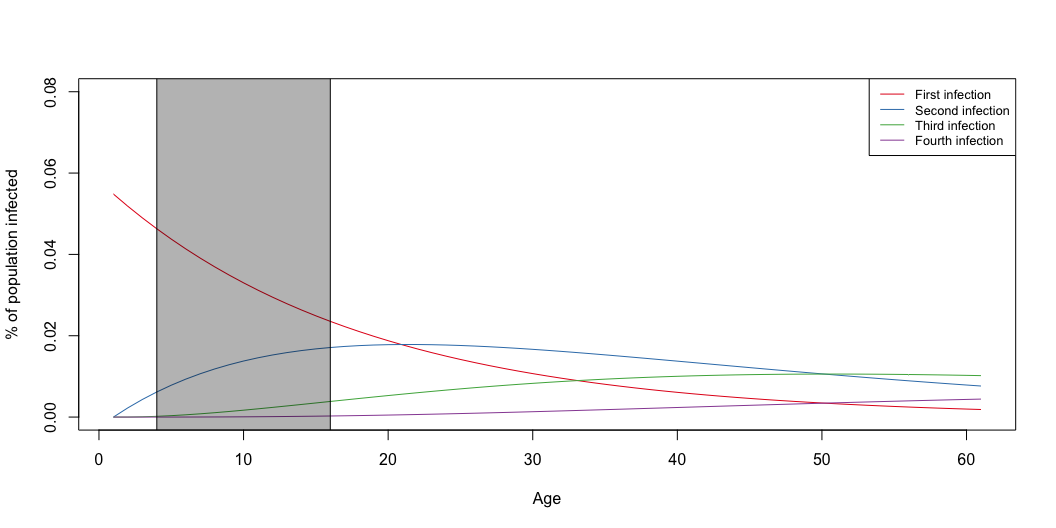 First infection
Second infection
Third infection
Fourth infection
% of population infected
0.08
0.06
0.04
0.02
0.00
0 10 20 30 40 50 60
Age